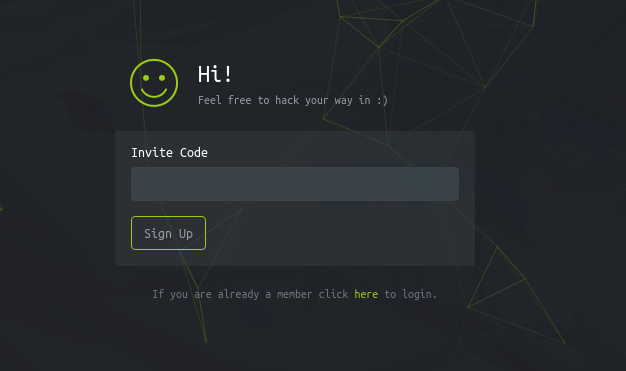 Hi!
Feel free to hack your way in :)
Invite Code
Sign Up
If you are already a member click here to login.